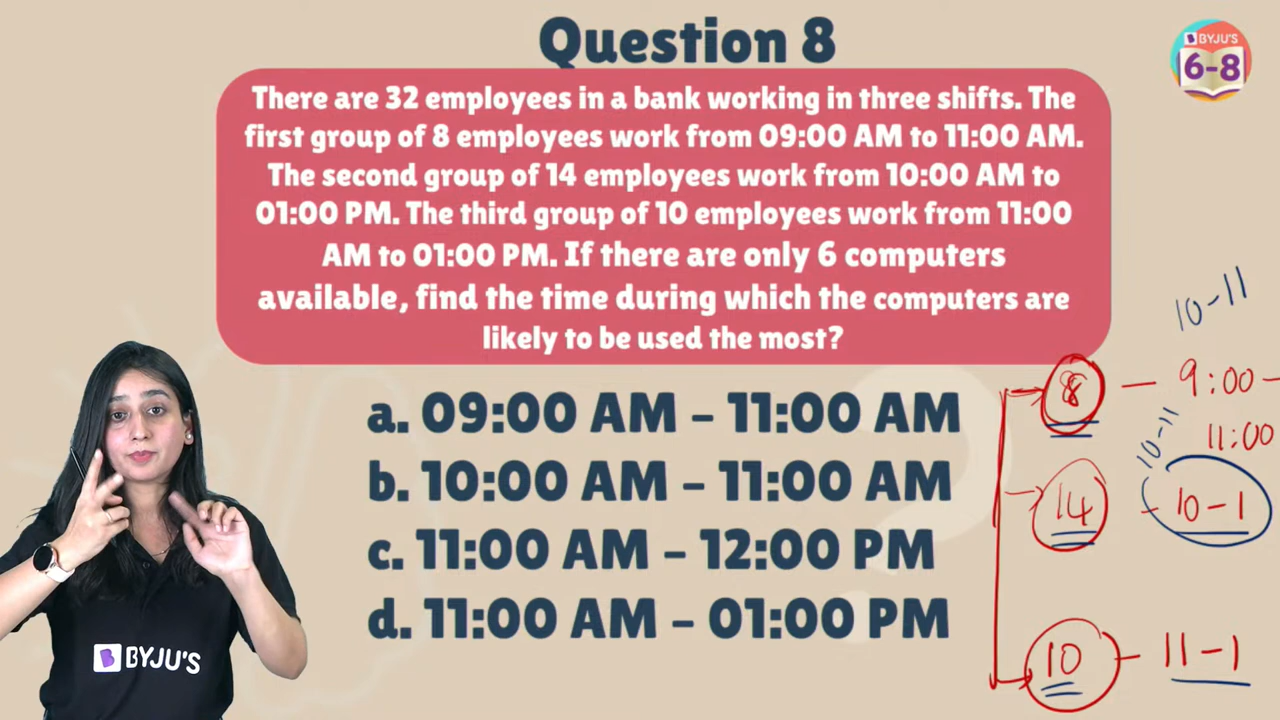 Question 8
BYJU'S
6-8
There are 32 employees in a bank working in three shifts. The
first group of 8 employees work from 09:00 AM to 11:00 AM.
The second group of 14 employees work from 10:00 AM to
01:00 PM. The third group of 10 employees work from 11:00
AM to 01:00 PM. If there are only 6 computers
available, find the time during which the computers are
likely to be used the most?
10-11
8 - 9:00 -
11:00
10-11
14 - 10-1
10 - 11-1
a. 09:00 AM - 11:00 AM
b. 10:00 AM - 11:00 AM
c. 11:00 AM - 12:00 PM
d. 11:00 AM - 01:00 PM
BYJU'S